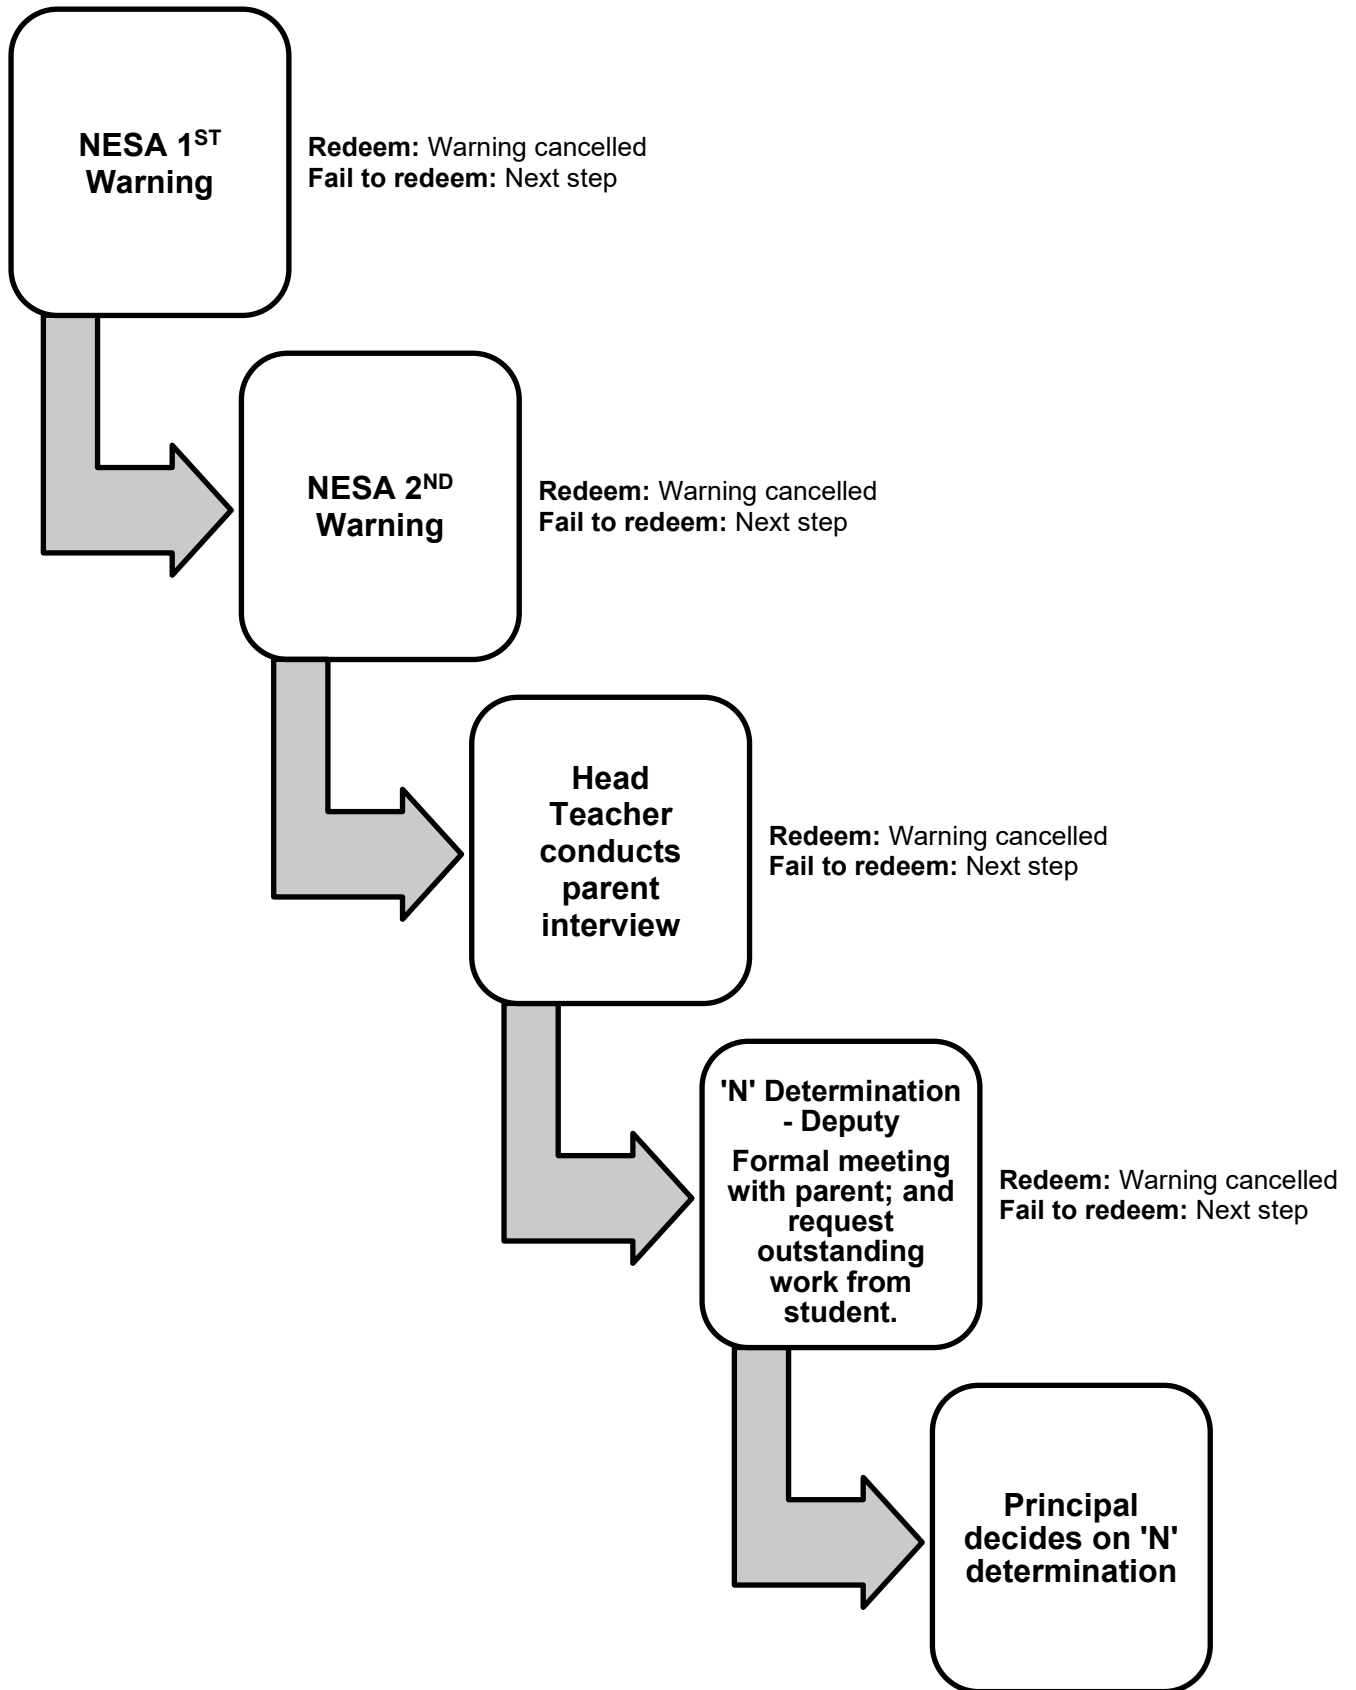 NESA 1ST
Warning
Redeem: Warning cancelled
Fail to redeem: Next step
NESA 2ND
Warning
Redeem: Warning cancelled
Fail to redeem: Next step
Head
Teacher
conducts
parent
interview
Redeem: Warning cancelled
Fail to redeem: Next step
'N' Determination
- Deputy
Formal meeting
with parent; and
request
outstanding
work from
student.
Redeem: Warning cancelled
Fail to redeem: Next step
Principal
decides on 'N'
determination